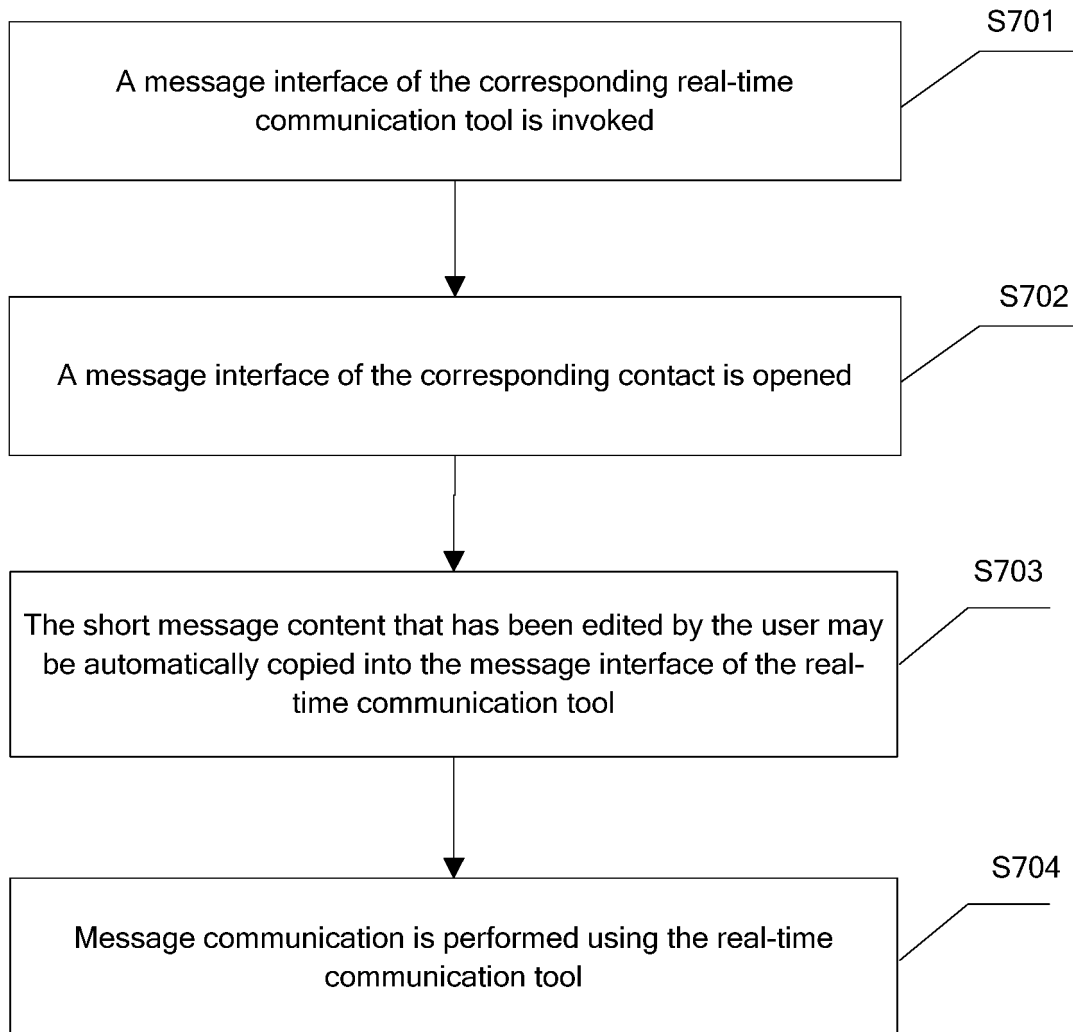 S701
A message interface of the corresponding real-time
communication tool is invoked
S702
A message interface of the corresponding contact is opened
S703
The short message content that has been edited by the user may
be automatically copied into the message interface of the real-
time communication tool
S704
Message communication is performed using the real-time
communication tool